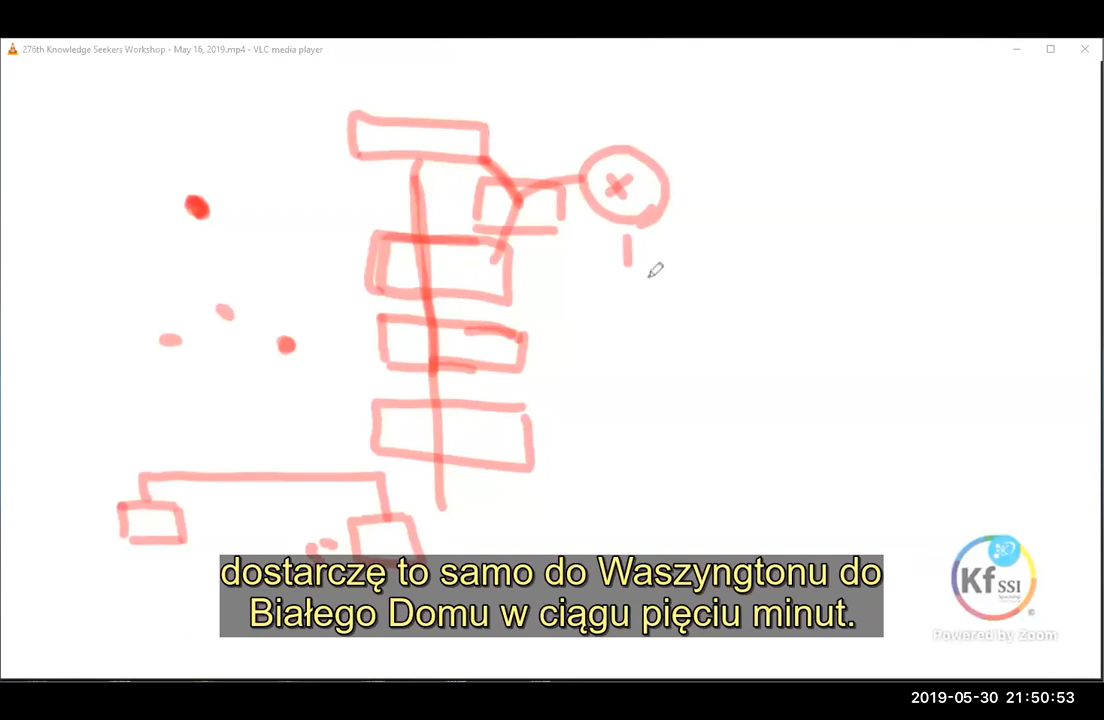 276th Knowledge Seekers Workshop - May 16, 2019.mp4 - VLC media player
dostarczę to samo do Waszyngtonu do
Białego Domu w ciągu pięciu minut.
Kf SSI
Powered by Zoom
2019-05-30 21:50:53